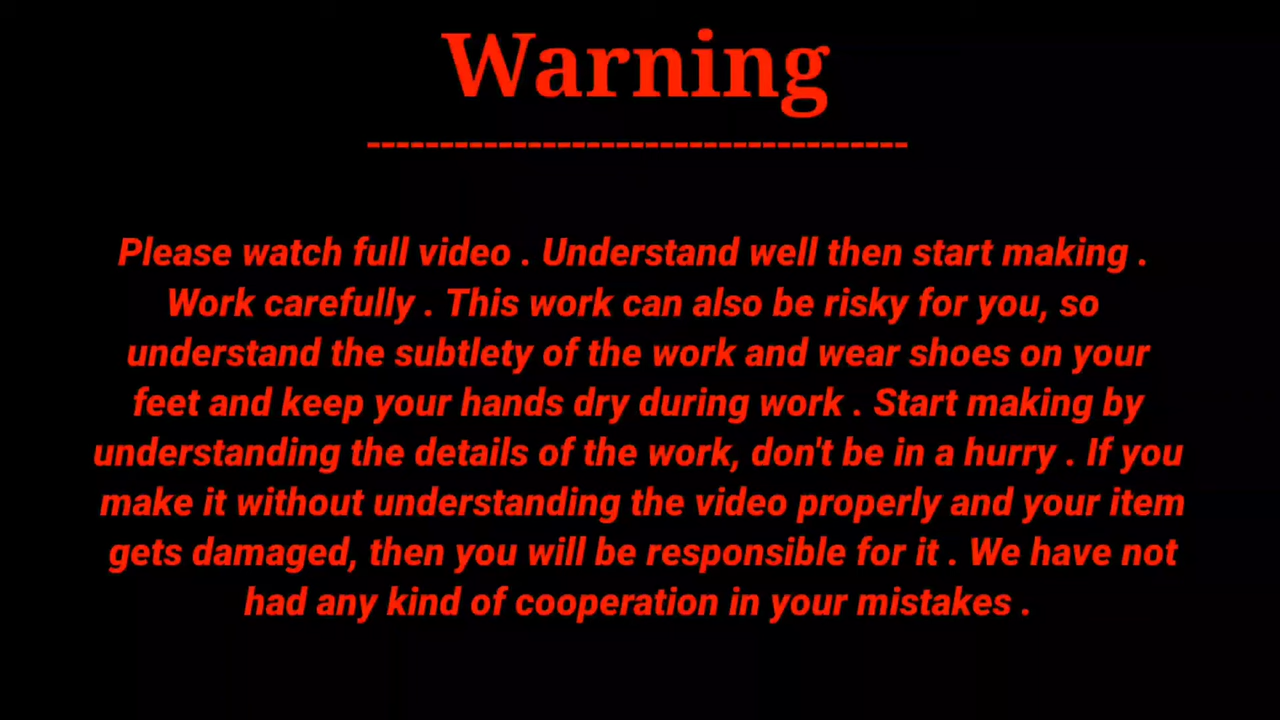 Warning
-------------------------------------
Please watch full video . Understand well then start making .
Work carefully . This work can also be risky for you, so
understand the subtlety of the work and wear shoes on your
feet and keep your hands dry during work . Start making by
understanding the details of the work, don't be in a hurry . If you
make it without understanding the video properly and your item
gets damaged, then you will be responsible for it . We have not
had any kind of cooperation in your mistakes .